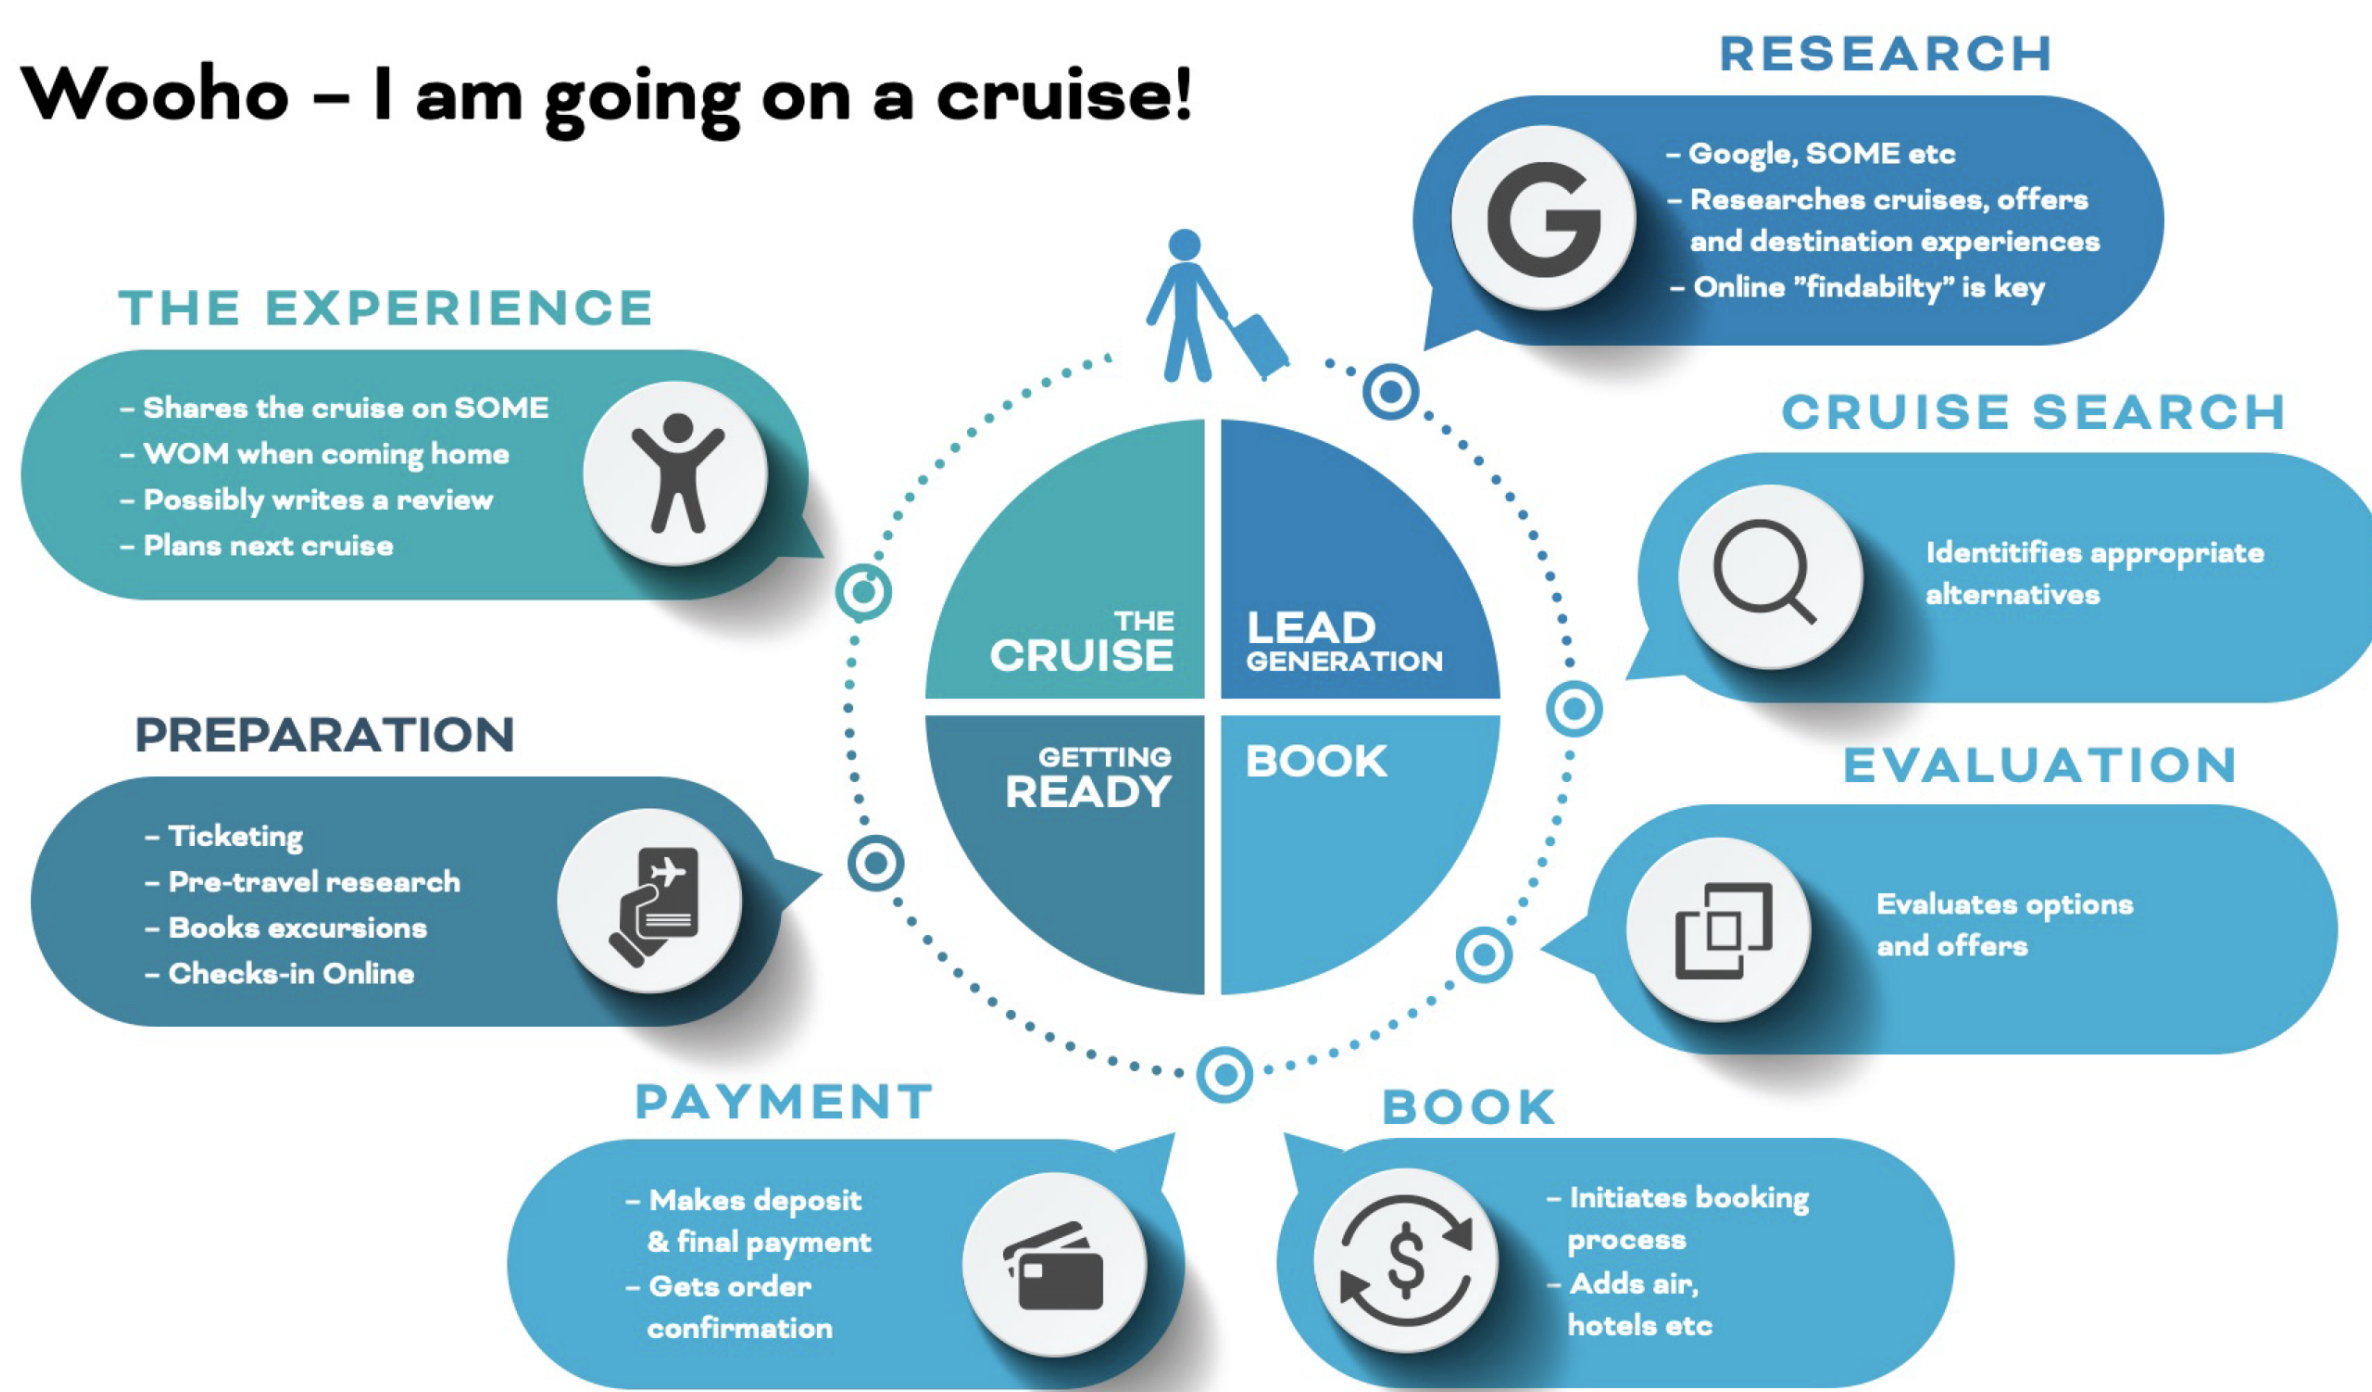 Wooho – I am going on a cruise!
RESEARCH
– Google, SOME etc
– Researches cruises, offers
and destination experiences
– Online ”findabilty” is key
CRUISE SEARCH
Identitifies appropriate
alternatives
EVALUATION
Evaluates options
and offers
BOOK
– Initiates booking
process
– Adds air,
hotels etc
PAYMENT
– Makes deposit
& final payment
– Gets order
confirmation
PREPARATION
– Ticketing
– Pre-travel research
– Books excursions
– Checks-in Online
THE EXPERIENCE
– Shares the cruise on SOME
– WOM when coming home
– Possibly writes a review
– Plans next cruise
THE
CRUISE
LEAD
GENERATION
GETTING
READY
BOOK